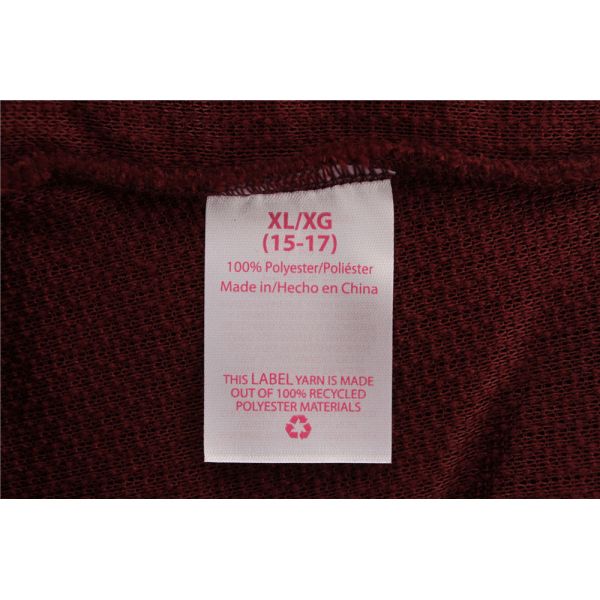 XL/XG
(15-17)
100% Polyester/Poliéster
Made in/Hecho en China
THIS LABEL YARN IS MADE
OUT OF 100% RECYCLED
POLYESTER MATERIALS